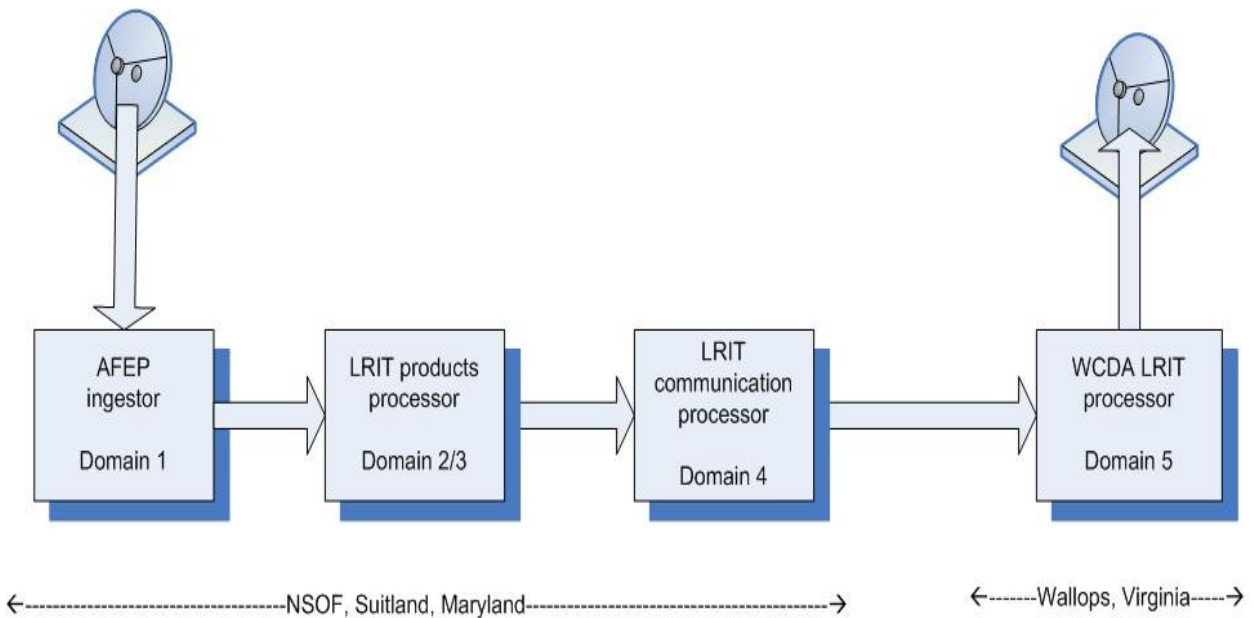 AFEP
ingestor
Domain 1
LRIT products
processor
Domain 2/3
LRIT
communication
processor
Domain 4
WCDA LRIT
processor
Domain 5
←----------------------------NSOF, Suitland, Maryland-------------------------------→
←-------Wallops, Virginia-----→